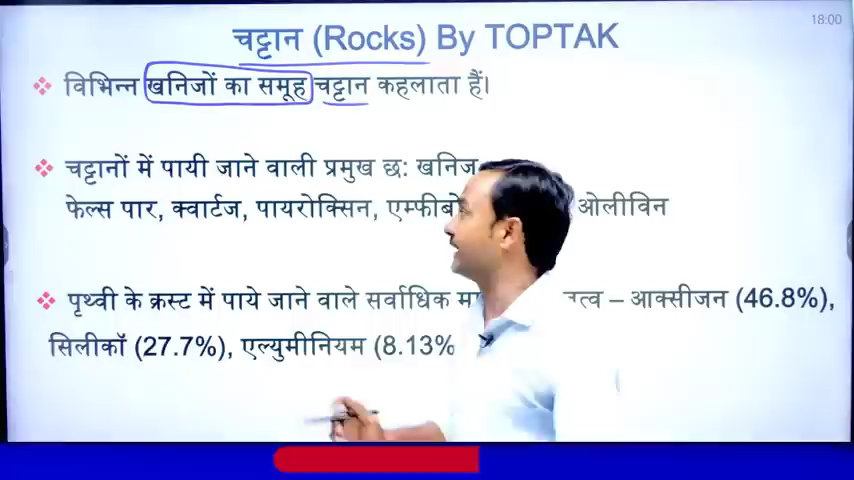 18:00
चट्टान (Rocks) By TOPTAK
विभिन्न खनिजों का समूह चट्टान कहलाता हैं।
चट्टानों में पायी जाने वाली प्रमुख छः खनिज
फेल्स पार, क्वार्टज, पायरोक्सिन, ओलीविन
पृथ्वी के क्रस्ट में पाये जाने वाले सर्वाधिक – आक्सीजन (46.8%),
सिलीकॉ (27.7%), एल्युमीनियम (8.13%